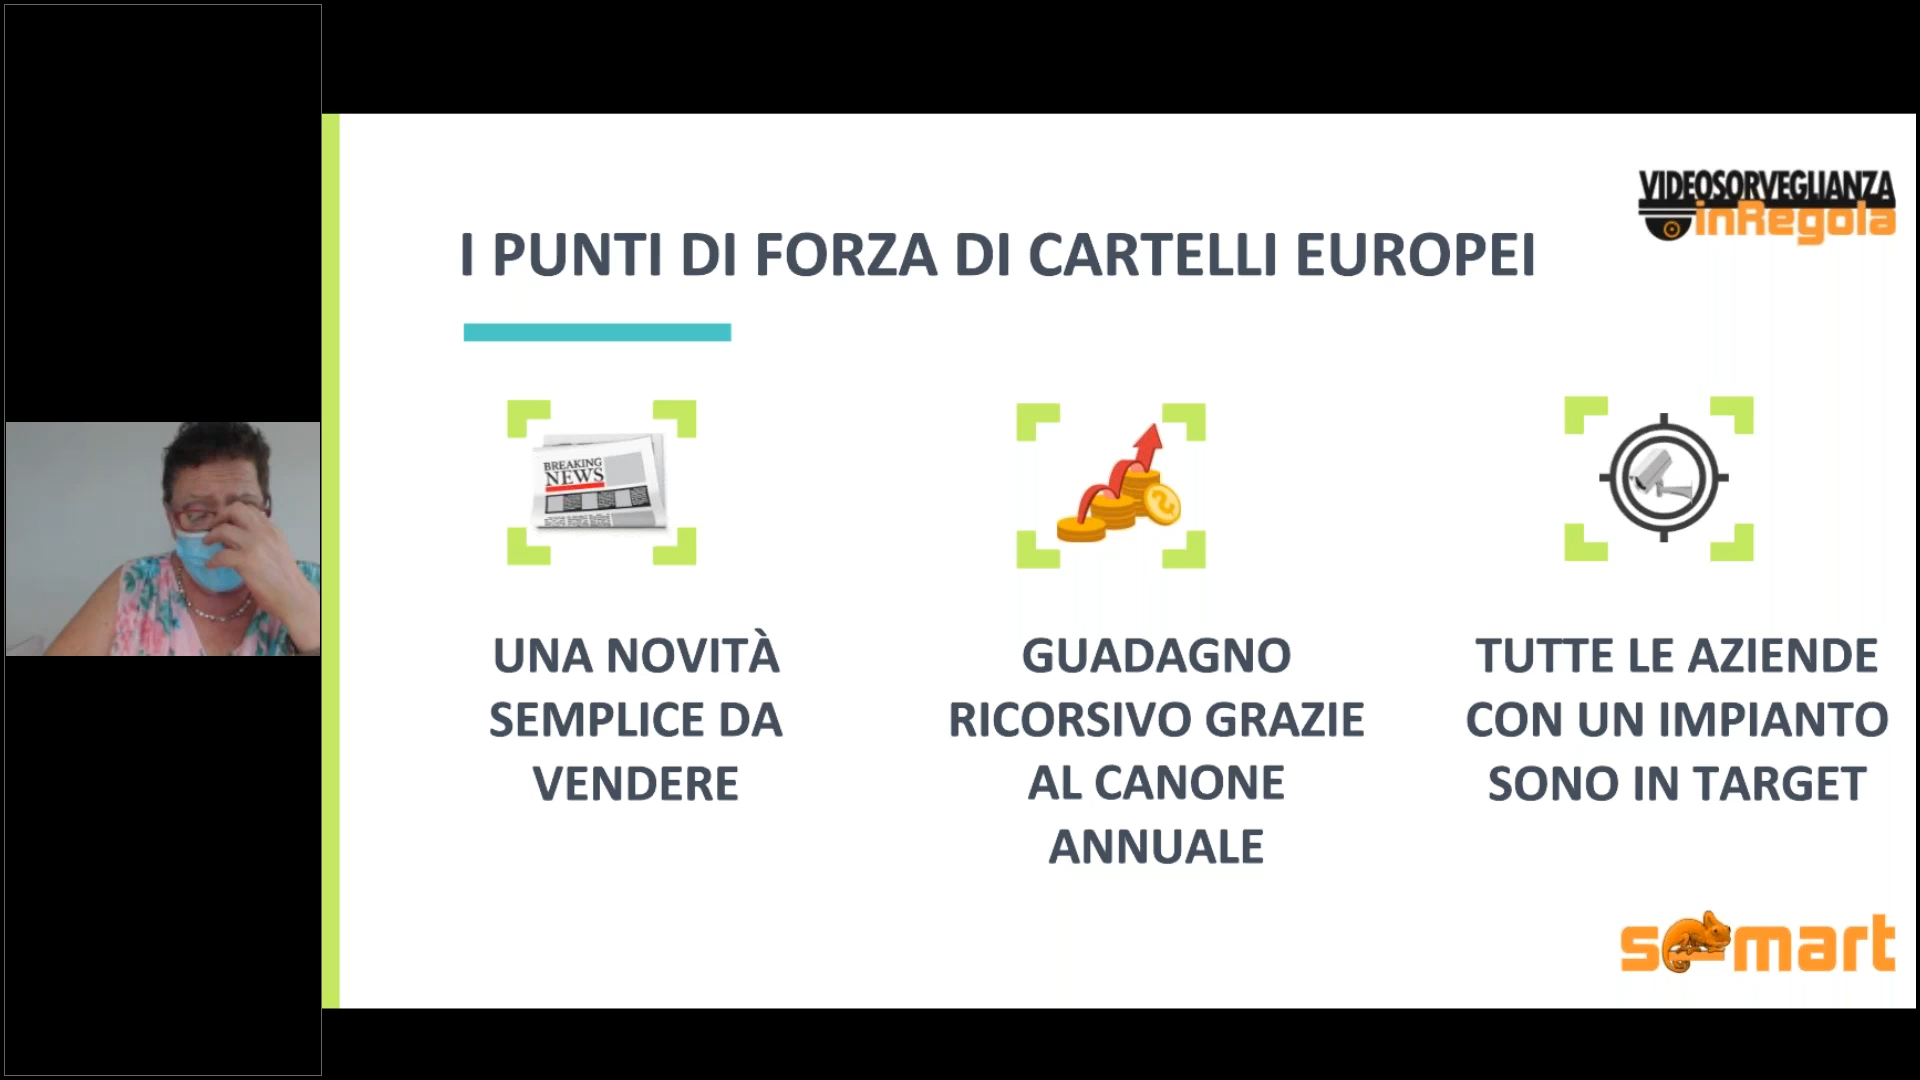 VIDEOSORVEGLIANZA
inRegola
I PUNTI DI FORZA DI CARTELLI EUROPEI
BREAKING
NEWS
UNA NOVITÀ
SEMPLICE DA
VENDERE
GUADAGNO
RICORSIVO GRAZIE
AL CANONE
ANNUALE
TUTTE LE AZIENDE
CON UN IMPIANTO
SONO IN TARGET
smart